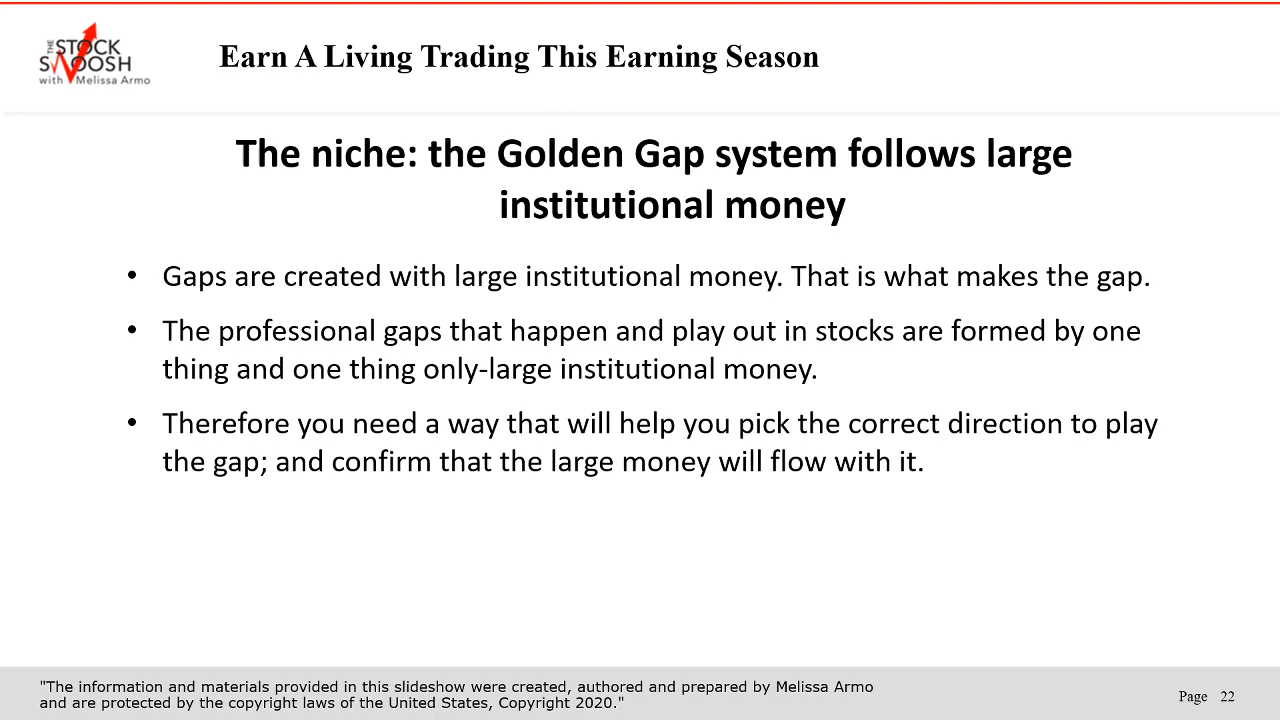 THE STOCK
SWOOSH
with Melissa Armo
Earn A Living Trading This Earning Season
The niche: the Golden Gap system follows large
institutional money
• Gaps are created with large institutional money. That is what makes the gap.
• The professional gaps that happen and play out in stocks are formed by one
thing and one thing only-large institutional money.
• Therefore you need a way that will help you pick the correct direction to play
the gap; and confirm that the large money will flow with it.
"The information and materials provided in this slideshow were created, authored and prepared by Melissa Armo
and are protected by the copyright laws of the United States, Copyright 2020."
Page 22